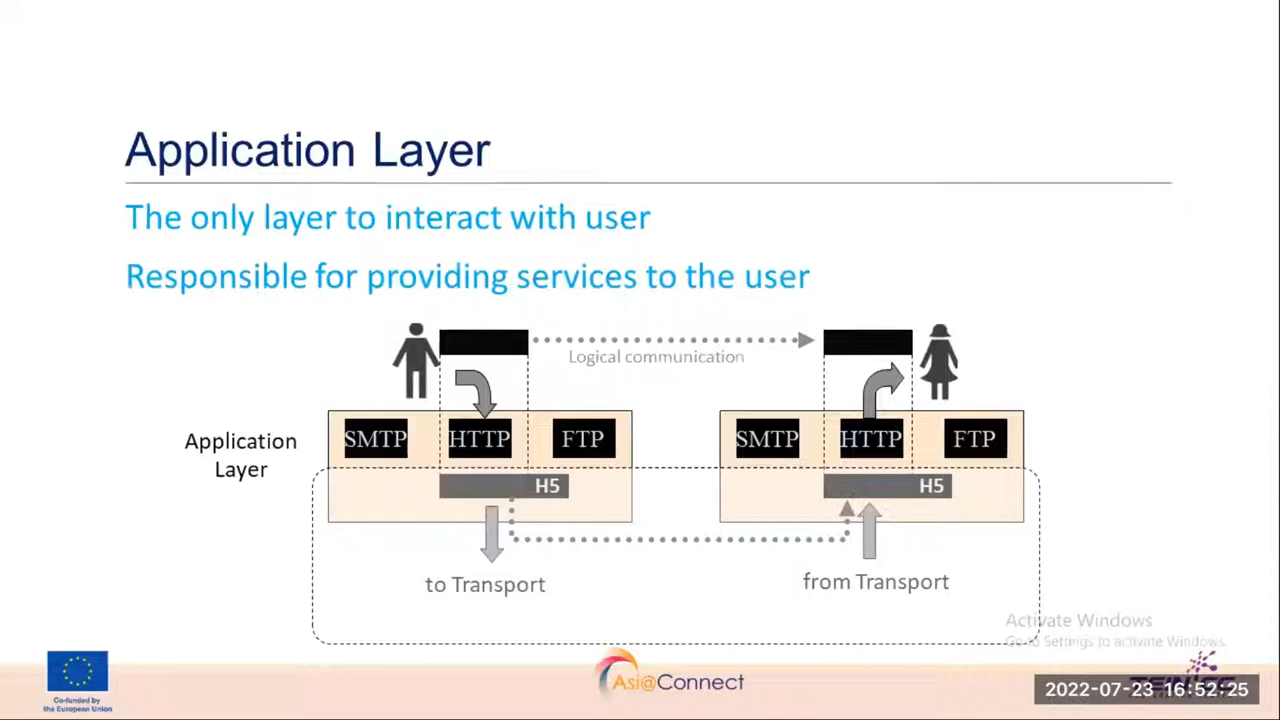 Application Layer
The only layer to interact with user
Responsible for providing services to the user
Logical communication
Application
Layer
SMTP HTTP FTP
SMTP HTTP FTP
H5
H5
to Transport
from Transport
Activate Windows
Go to Settings to activate Windows.
Co-funded by
the European Union
Asi@Connect
2022-07-23 16:52:25